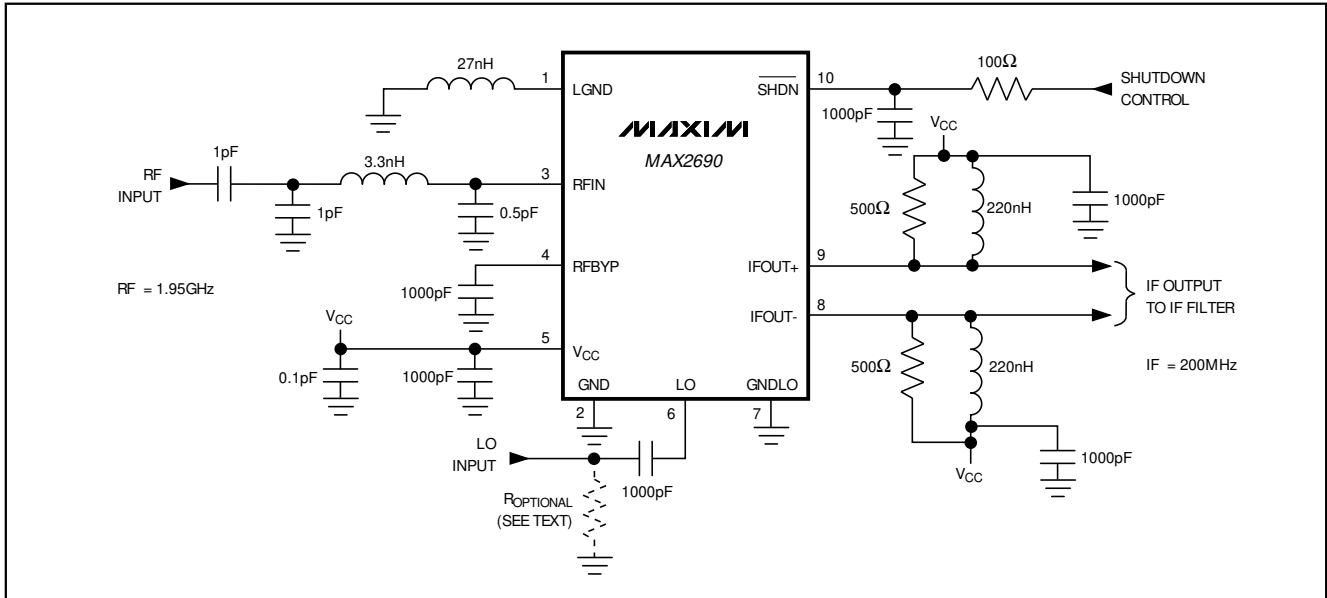 27nH
1
LGND
MAXIM
MAX2690
10
SHDN
100Ω
SHUTDOWN
CONTROL
1000pF
VCC
1pF
RF
INPUT
3.3nH
3
RFIN
1pF
0.5pF
500Ω
220nH
1000pF
4
RFBYP
IFOUT+
9
RF = 1.95GHz
1000pF
IFOUT-
8
IF OUTPUT
TO IF FILTER
VCC
5
VCC
0.1pF
1000pF
500Ω
220nH
IF = 200MHz
GND
LO
GNDLO
2
6
7
LO
INPUT
1000pF
VCC
1000pF
ROPTIONAL
(SEE TEXT)